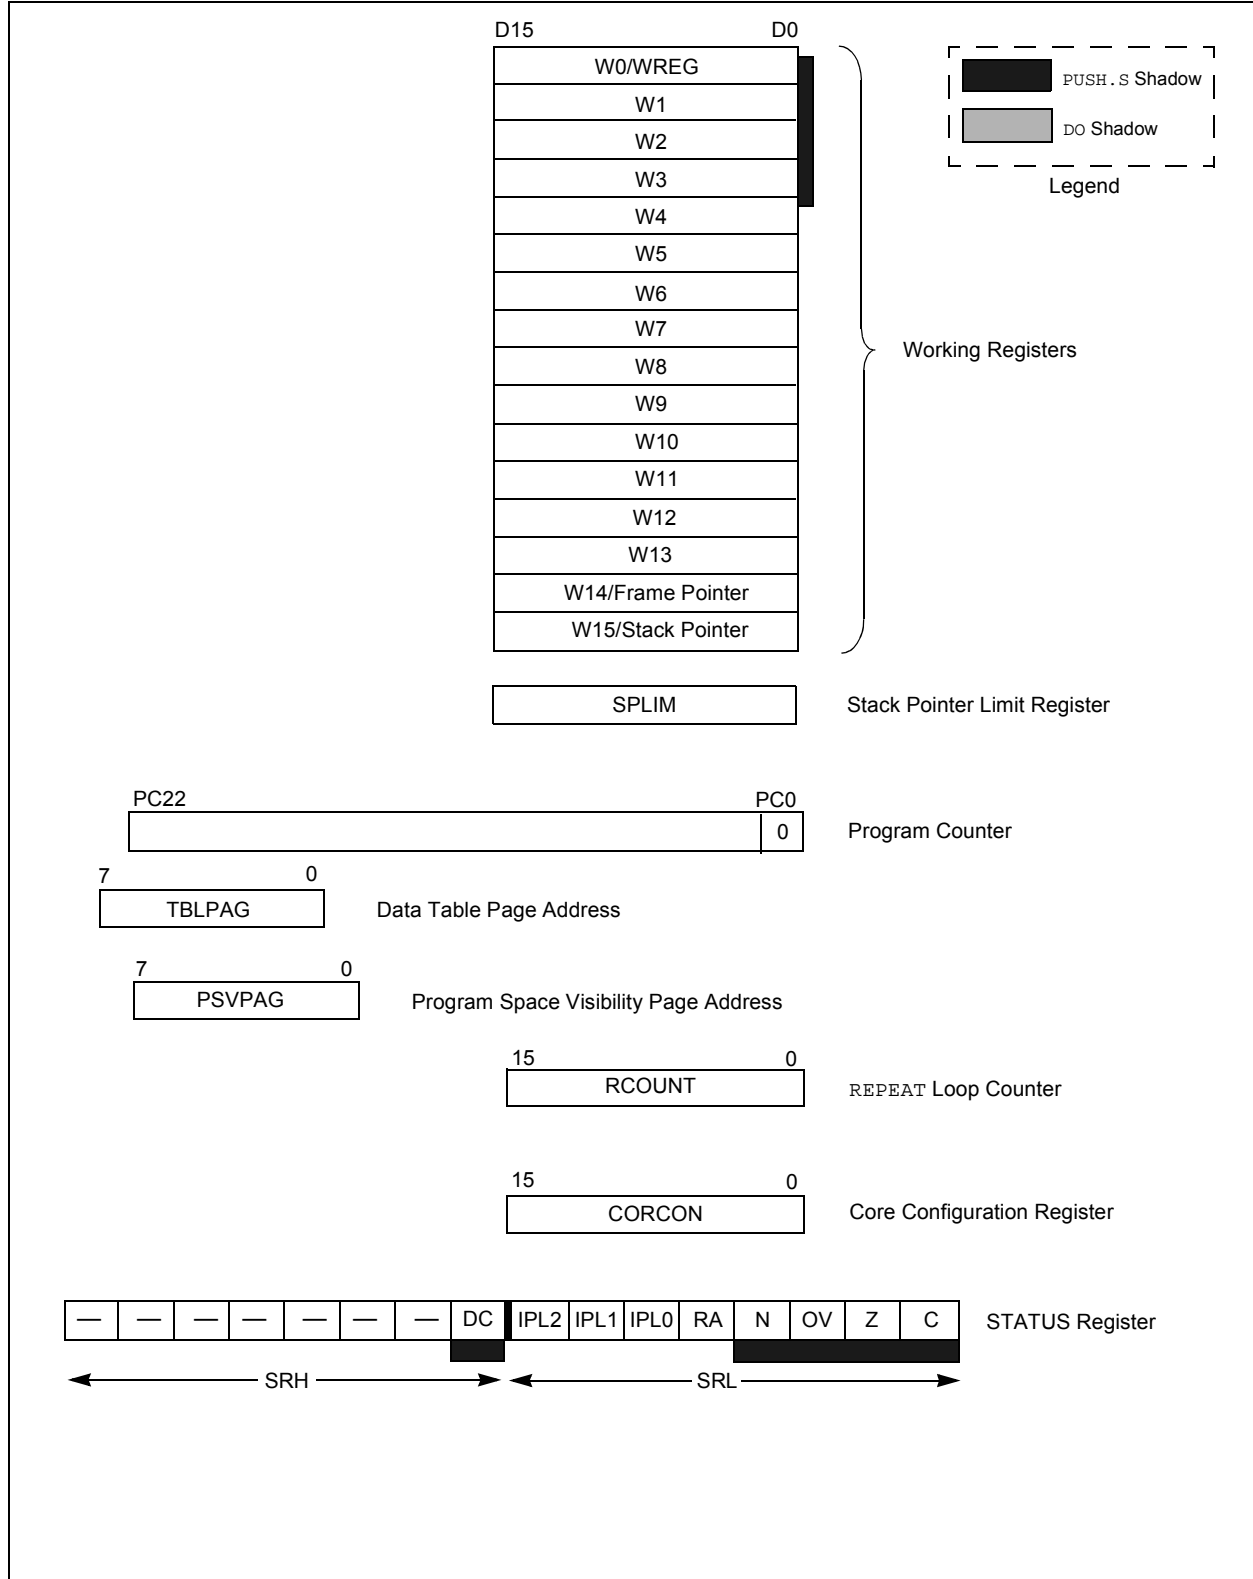 D15 D0
W0/WREG
W1
W2
W3
W4
W5
W6
W7
W8
W9
W10
W11
W12
W13
W14/Frame Pointer
W15/Stack Pointer
PUSH.S Shadow
DO Shadow
Legend
Working Registers
SPLIM Stack Pointer Limit Register
PC22 PC0
0 Program Counter
7 0
TBLPAG Data Table Page Address
7 0
PSVPAG Program Space Visibility Page Address
15 0
RCOUNT REPEAT Loop Counter
15 0
CORCON Core Configuration Register
— — — — — — — DC IPL2 IPL1 IPL0 RA N OV Z C STATUS Register
SRH SRL